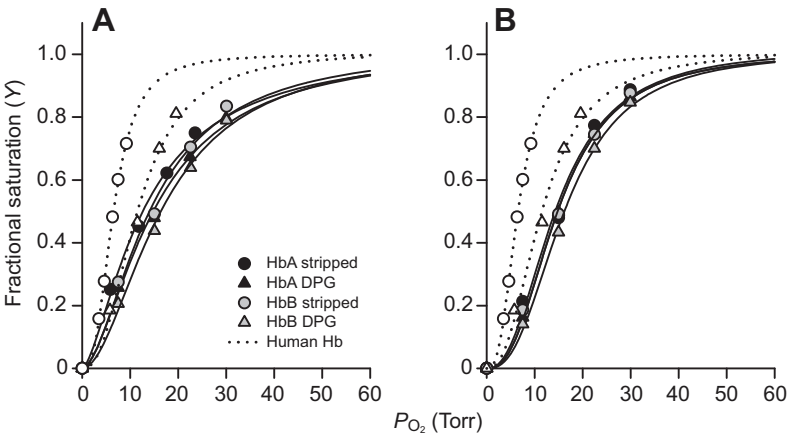 A
B
Fractional saturation (Y)
1.0
0.8
0.6
0.4
0.2
0
0 10 20 30 40 50 60
HbA stripped
HbA DPG
HbB stripped
HbB DPG
Human Hb
1.0
0.8
0.6
0.4
0.2
0
0 10 20 30 40 50 60
PO2 (Torr)